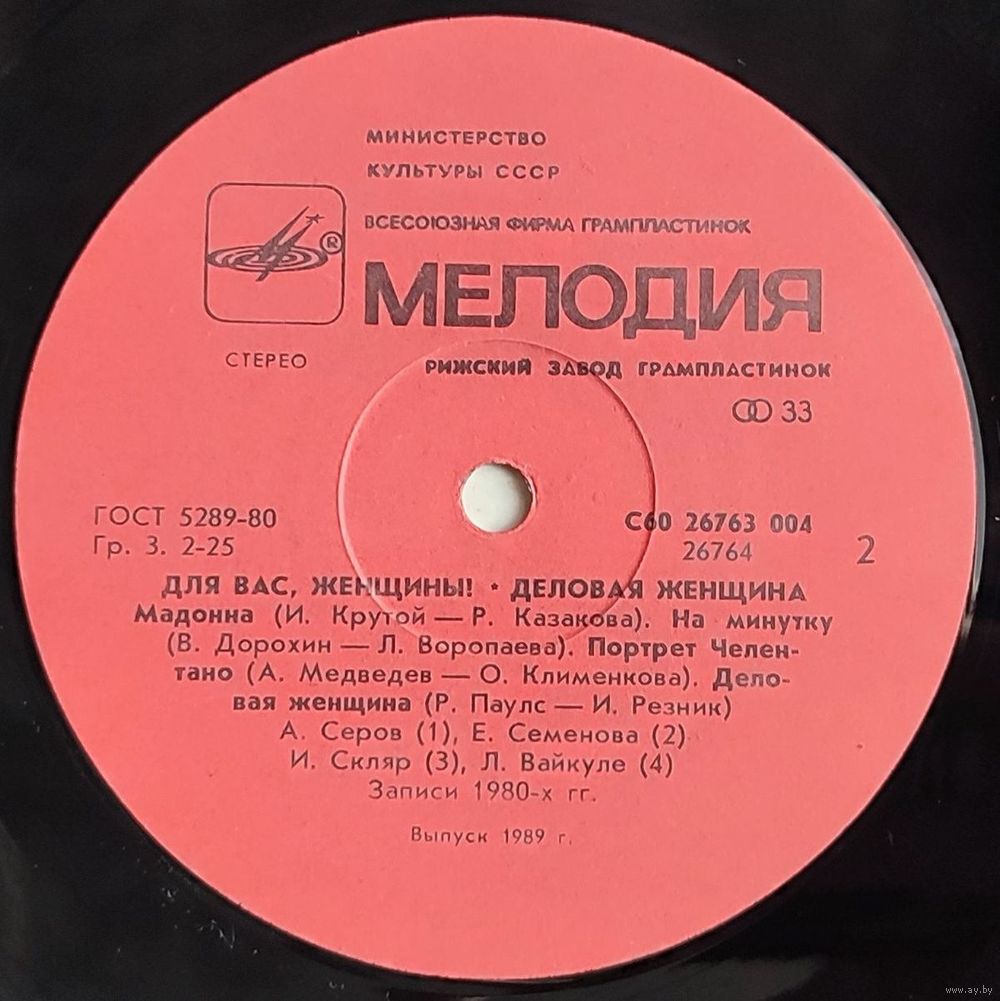 МИНИСТЕРСТВО
КУЛЬТУРЫ СССР
ВСЕСОЮЗНАЯ ФИРМА ГРАМПЛАСТИНОК
®
МЕЛОДИЯ
СТЕРЕО
РИЖСКИЙ ЗАВОД ГРАМПЛАСТИНОК
33
ГОСТ 5289-80
Гр. 3. 2-25
С60 26763 004
26764
2
ДЛЯ ВАС, ЖЕНЩИНЫ! • ДЕЛОВАЯ ЖЕНЩИНА
Мадонна (И. Крутой — Р. Казакова). На минутку
(В. Дорохин — Л. Воропаева). Портрет Челен-
тано (А. Медведев — О. Клименкова). Дело-
вая женщина (Р. Паулс — И. Резник)
А. Серов (1), Е. Семенова (2)
И. Скляр (3), Л. Вайкуле (4)
Записи 1980-х гг.
Выпуск 1989 г.
www.ay.by